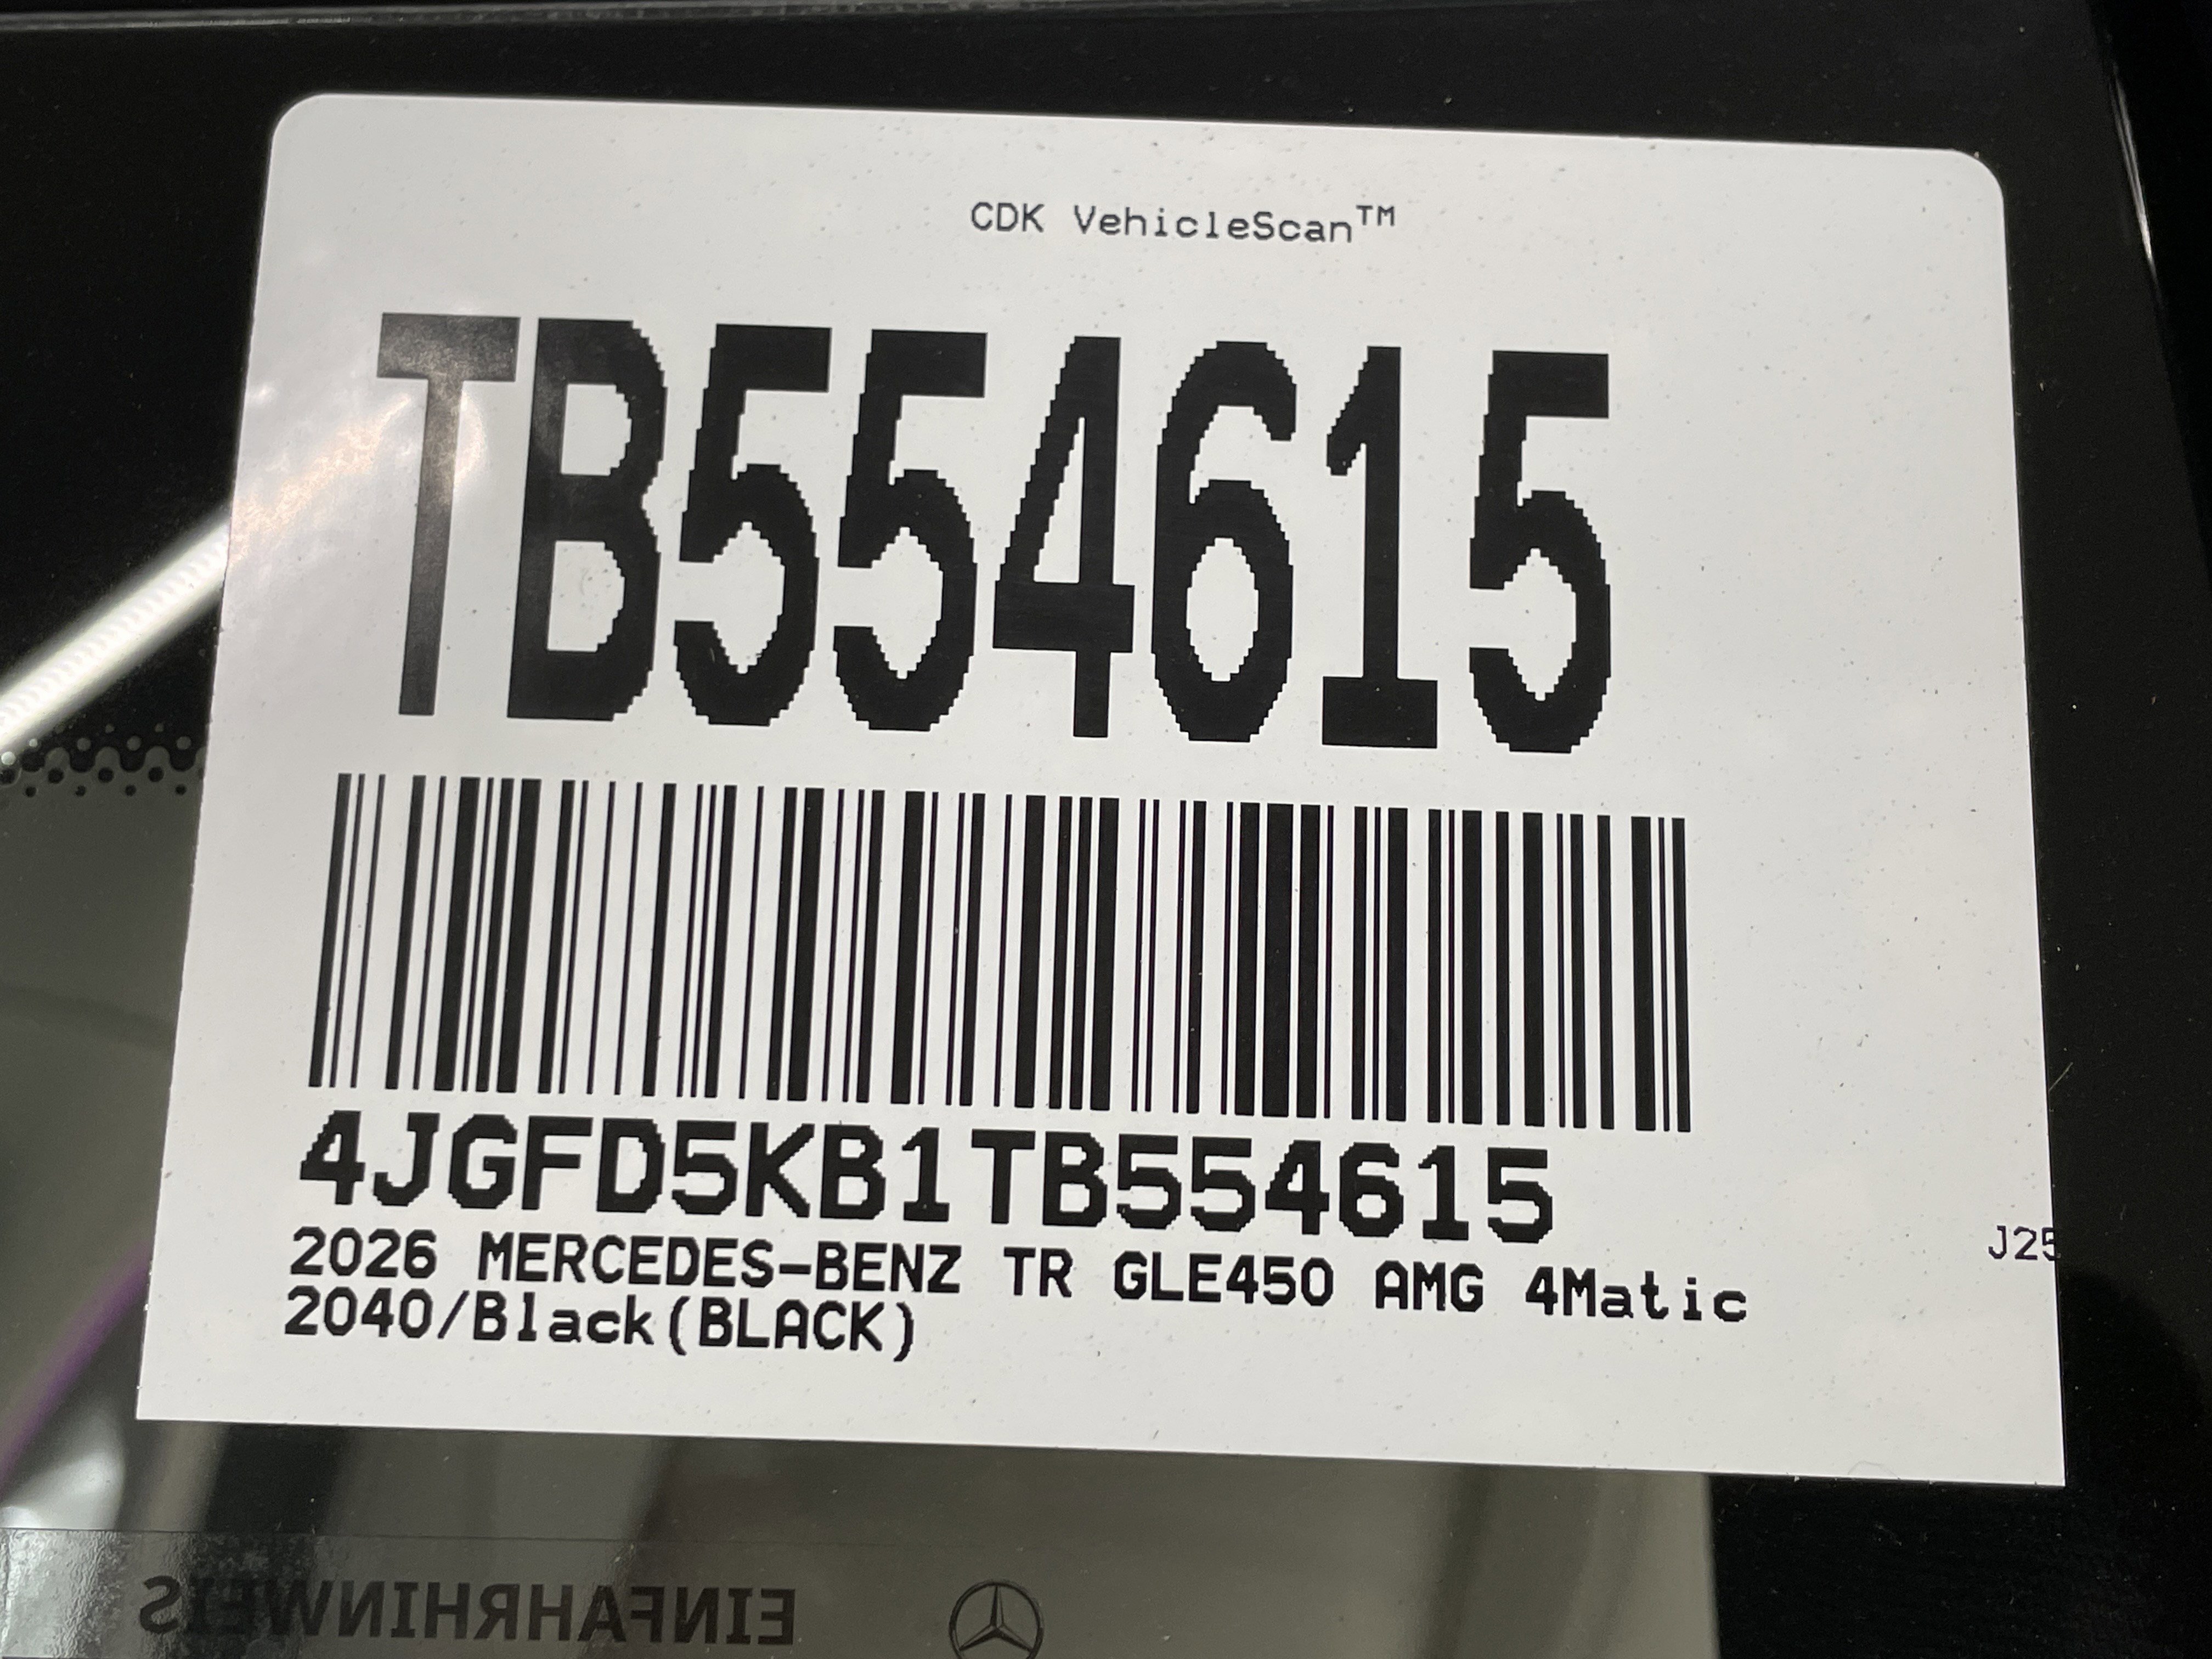 CDK VehicleScan™
TB554615
4JGFD5KB1TB554615
2026 MERCEDES-BENZ TR GLE450 AMG 4Matic
J25
2040/Black(BLACK)
EINFAHRHINWEIS